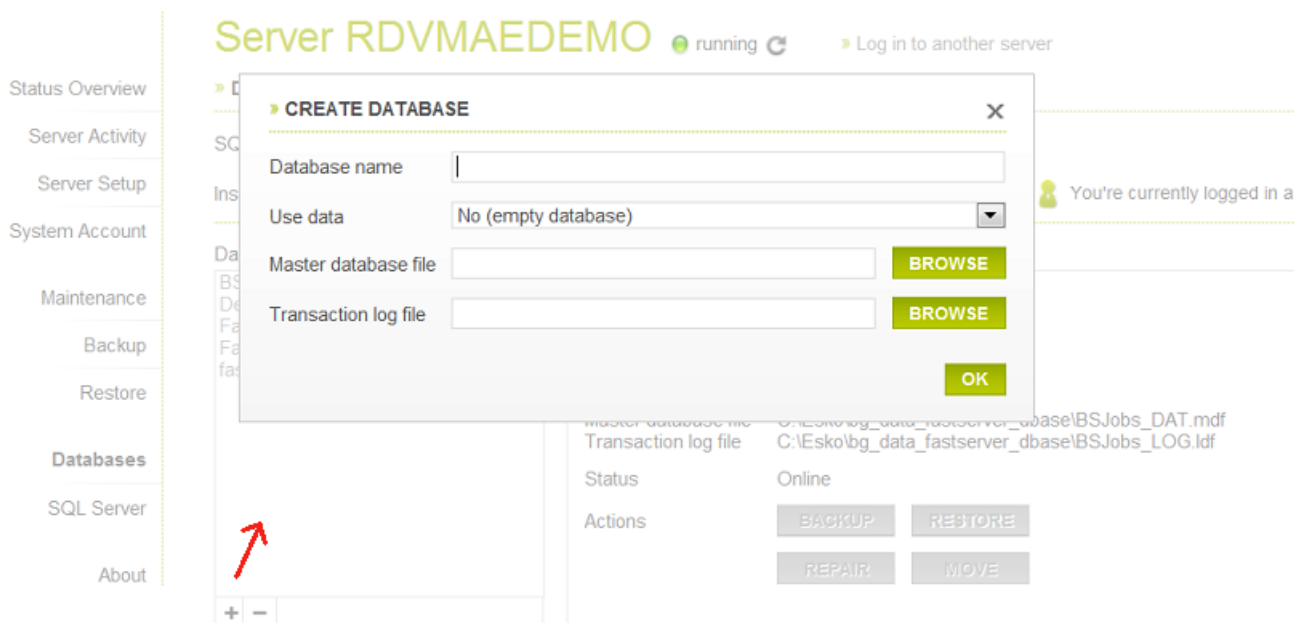 Server RDVMAEDEMO running » Log in to another server
Status Overview
Server Activity
Server Setup
System Account
Maintenance
Backup
Restore
Databases
SQL Server
About
» CREATE DATABASE
Database name
Use data No (empty database)
Master database file BROWSE
Transaction log file BROWSE
OK
You're currently logged in a
Master database file C:\Esko\bg_data_fastserver_dbase\BSJobs_DAT.mdf
Transaction log file C:\Esko\bg_data_fastserver_dbase\BSJobs_LOG.ldf
Status Online
Actions BACKUP RESTORE
REPAIR MOVE
+ −